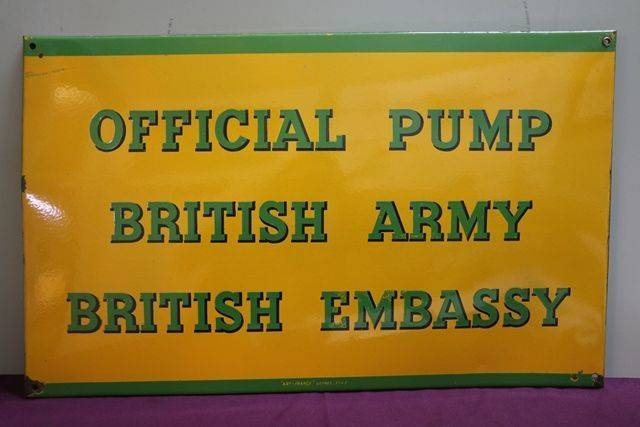 OFFICIAL PUMP
BRITISH ARMY
BRITISH EMBASSY